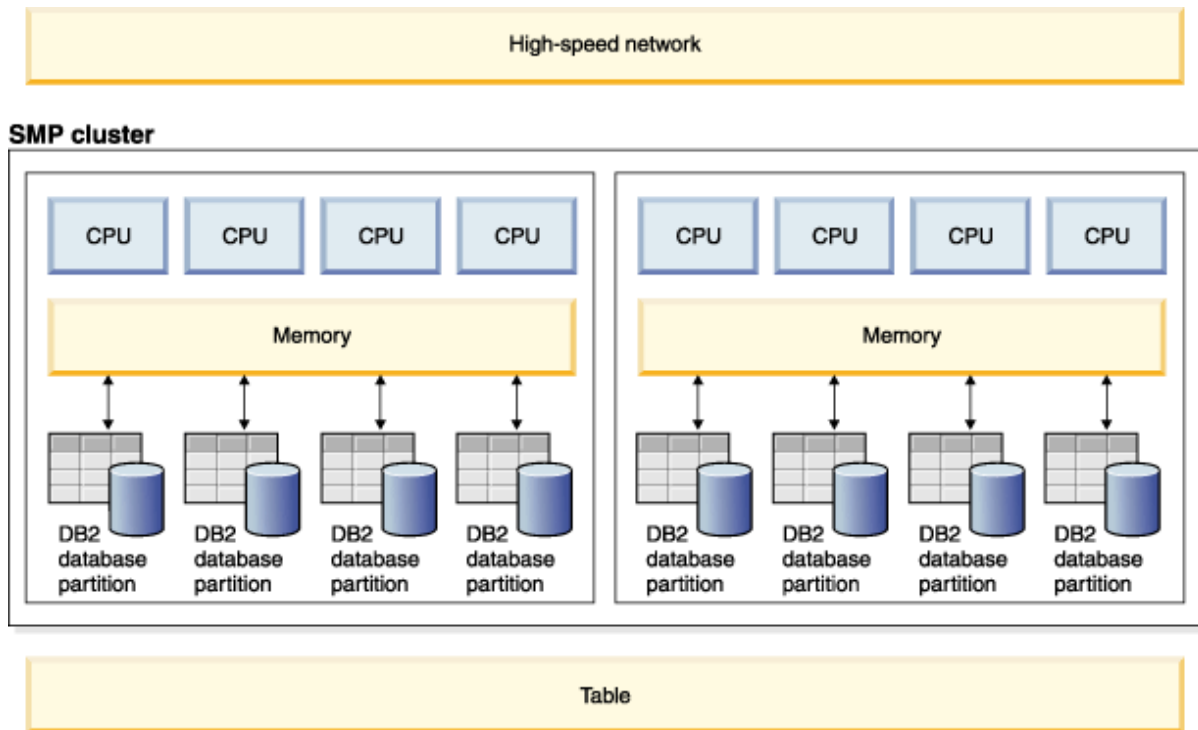 High-speed network
SMP cluster
CPU CPU CPU CPU
Memory
DB2 database partition
DB2 database partition
DB2 database partition
DB2 database partition
CPU CPU CPU CPU
Memory
DB2 database partition
DB2 database partition
DB2 database partition
DB2 database partition
Table